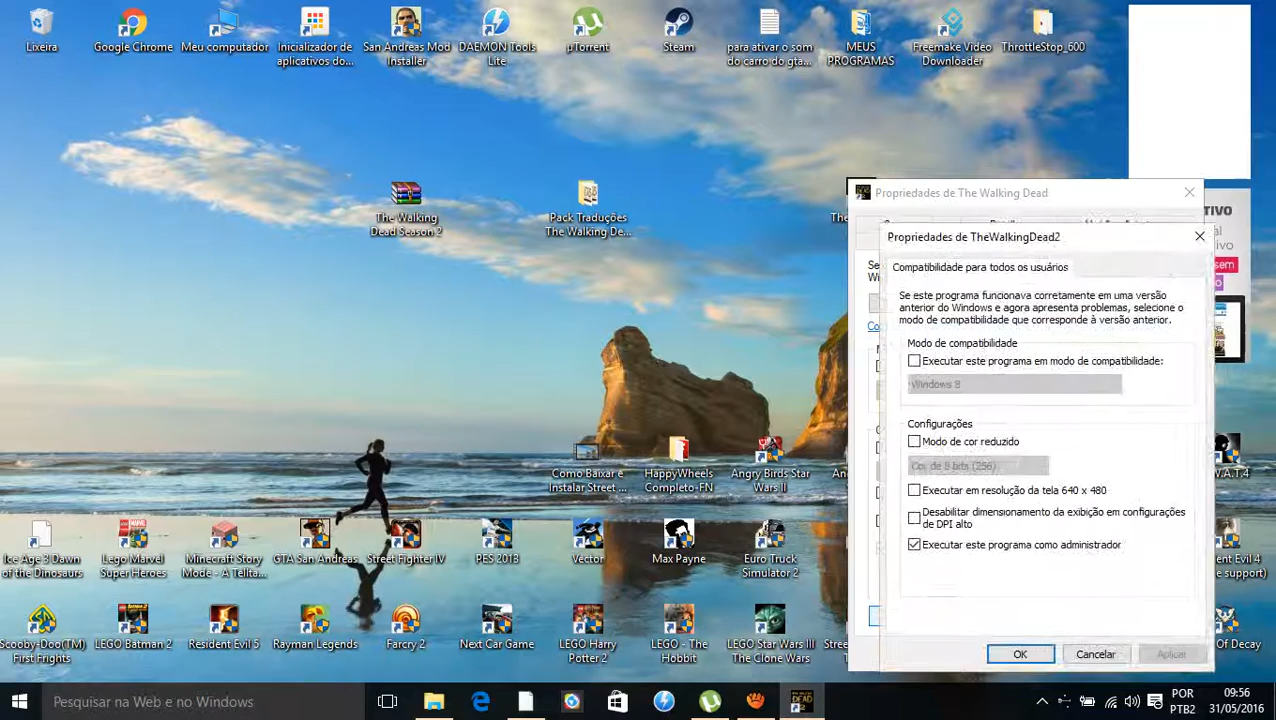 Lixeira
Google Chrome
Meu computador
Inicializador de
aplicativos do...
San Andreas Mod
Installer
DAEMON Tools
Lite
µTorrent
Steam
para ativar o som
do carro do gta...
MEUS
PROGRAMAS
Freemake Video
Downloader
ThrottleStop_600
The Walking
Dead Season 2
Pack Traduções
The Walking De...
Propriedades de The Walking Dead
Propriedades de TheWalkingDead2
Compatibilidade para todos os usuários
Se este programa funcionava corretamente em uma versão
anterior do Windows e agora apresenta problemas, selecione o
modo de compatibilidade que corresponde à versão anterior.
Modo de compatibilidade
Executar este programa em modo de compatibilidade:
Windows 8
Configurações
Modo de cor reduzido
Cor de 8 bits (256)
Executar em resolução da tela 640 x 480
Desabilitar dimensionamento da exibição em configurações
de DPI alto
Executar este programa como administrador
OK
Cancelar
Aplicar
TIVO
sem
Como Baixar e
Instalar Street ...
HappyWheels
Completo-FN
Angry Birds Star
Wars II
W.A.T.4
Ice Age 3 Dawn
of the Dinosaurs
Lego Marvel
Super Heroes
Minecraft Story
Mode - A Tellta...
GTA San Andreas
Street Fighter IV
PES 2013
Vector
Max Payne
Euro Truck
Simulator 2
ent Evil 4
e support)
Scooby-Doo(TM)
First Frights
LEGO Batman 2
Resident Evil 5
Rayman Legends
Farcry 2
Next Car Game
LEGO Harry
Potter 2
LEGO - The
Hobbit
LEGO Star Wars III
The Clone Wars
Of Decay
Pesquisar na Web e no Windows
POR
PTB2
09:56
31/05/2016